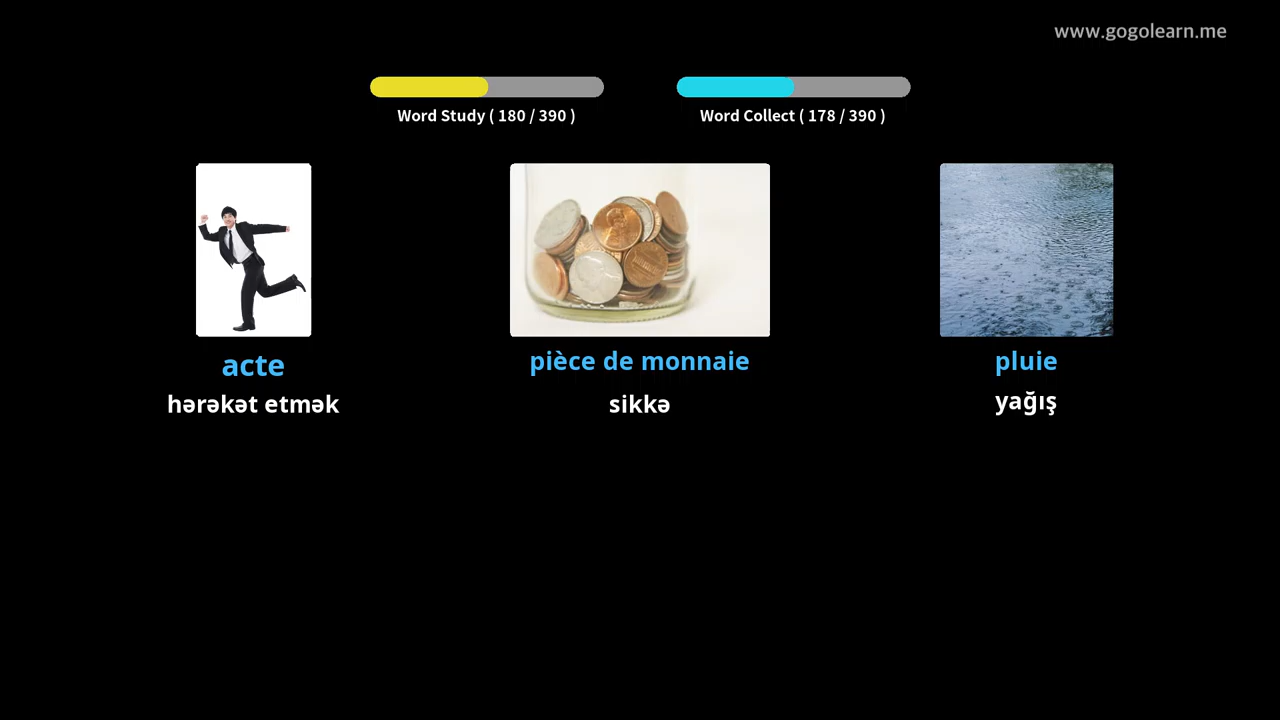 www.gogolearn.me
Word Study ( 180 / 390 )
Word Collect ( 178 / 390 )
acte
hərəkət etmək
pièce de monnaie
sikkə
pluie
yağış